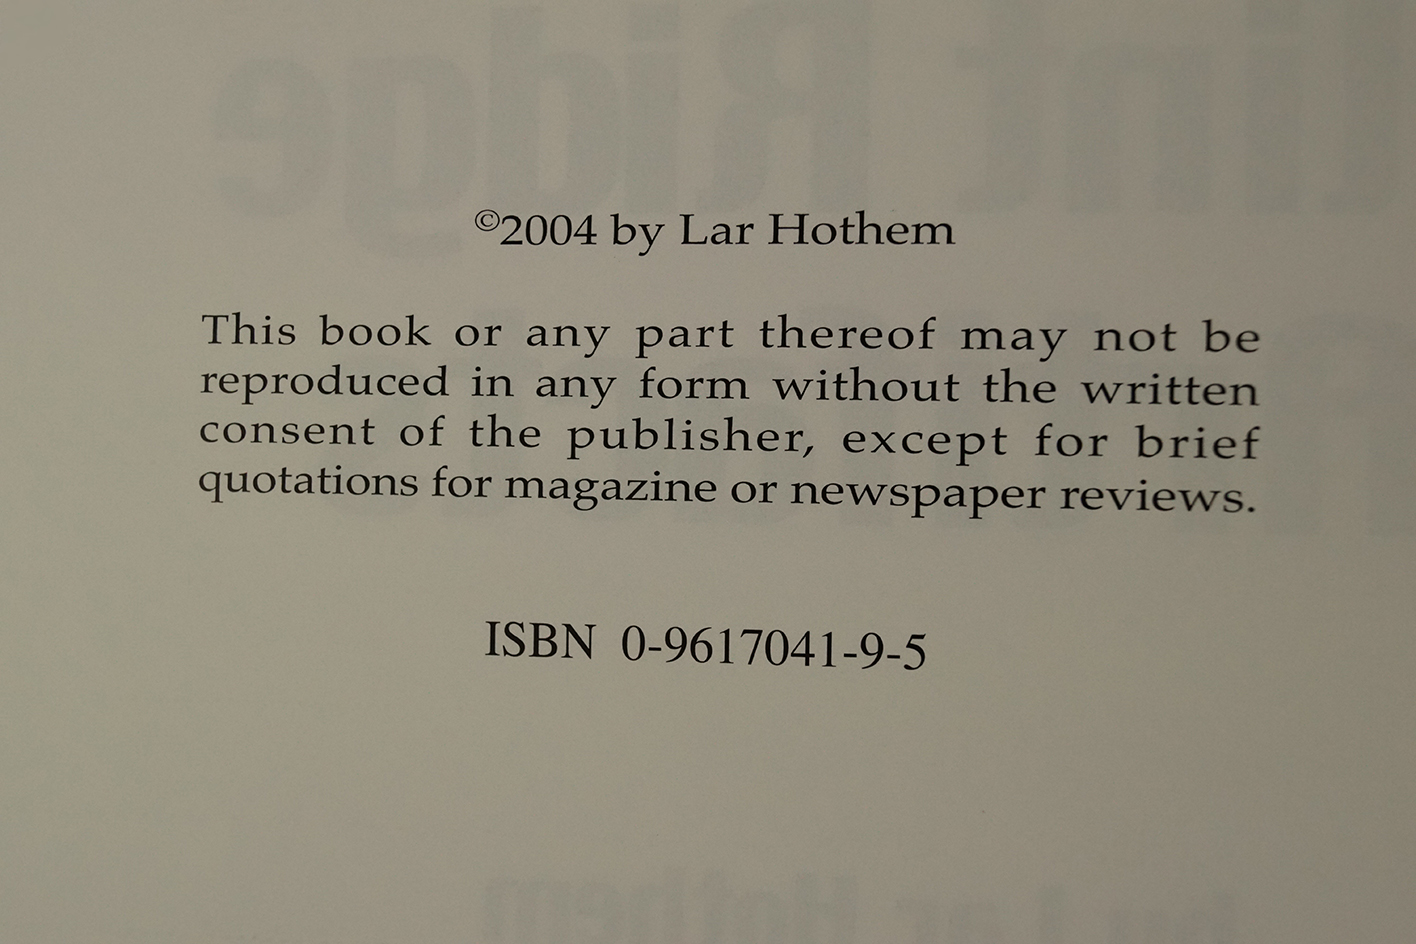 ©2004 by Lar Hothem
This book or any part thereof may not be
reproduced in any form without the written
consent of the publisher, except for brief
quotations for magazine or newspaper reviews.
ISBN 0-9617041-9-5